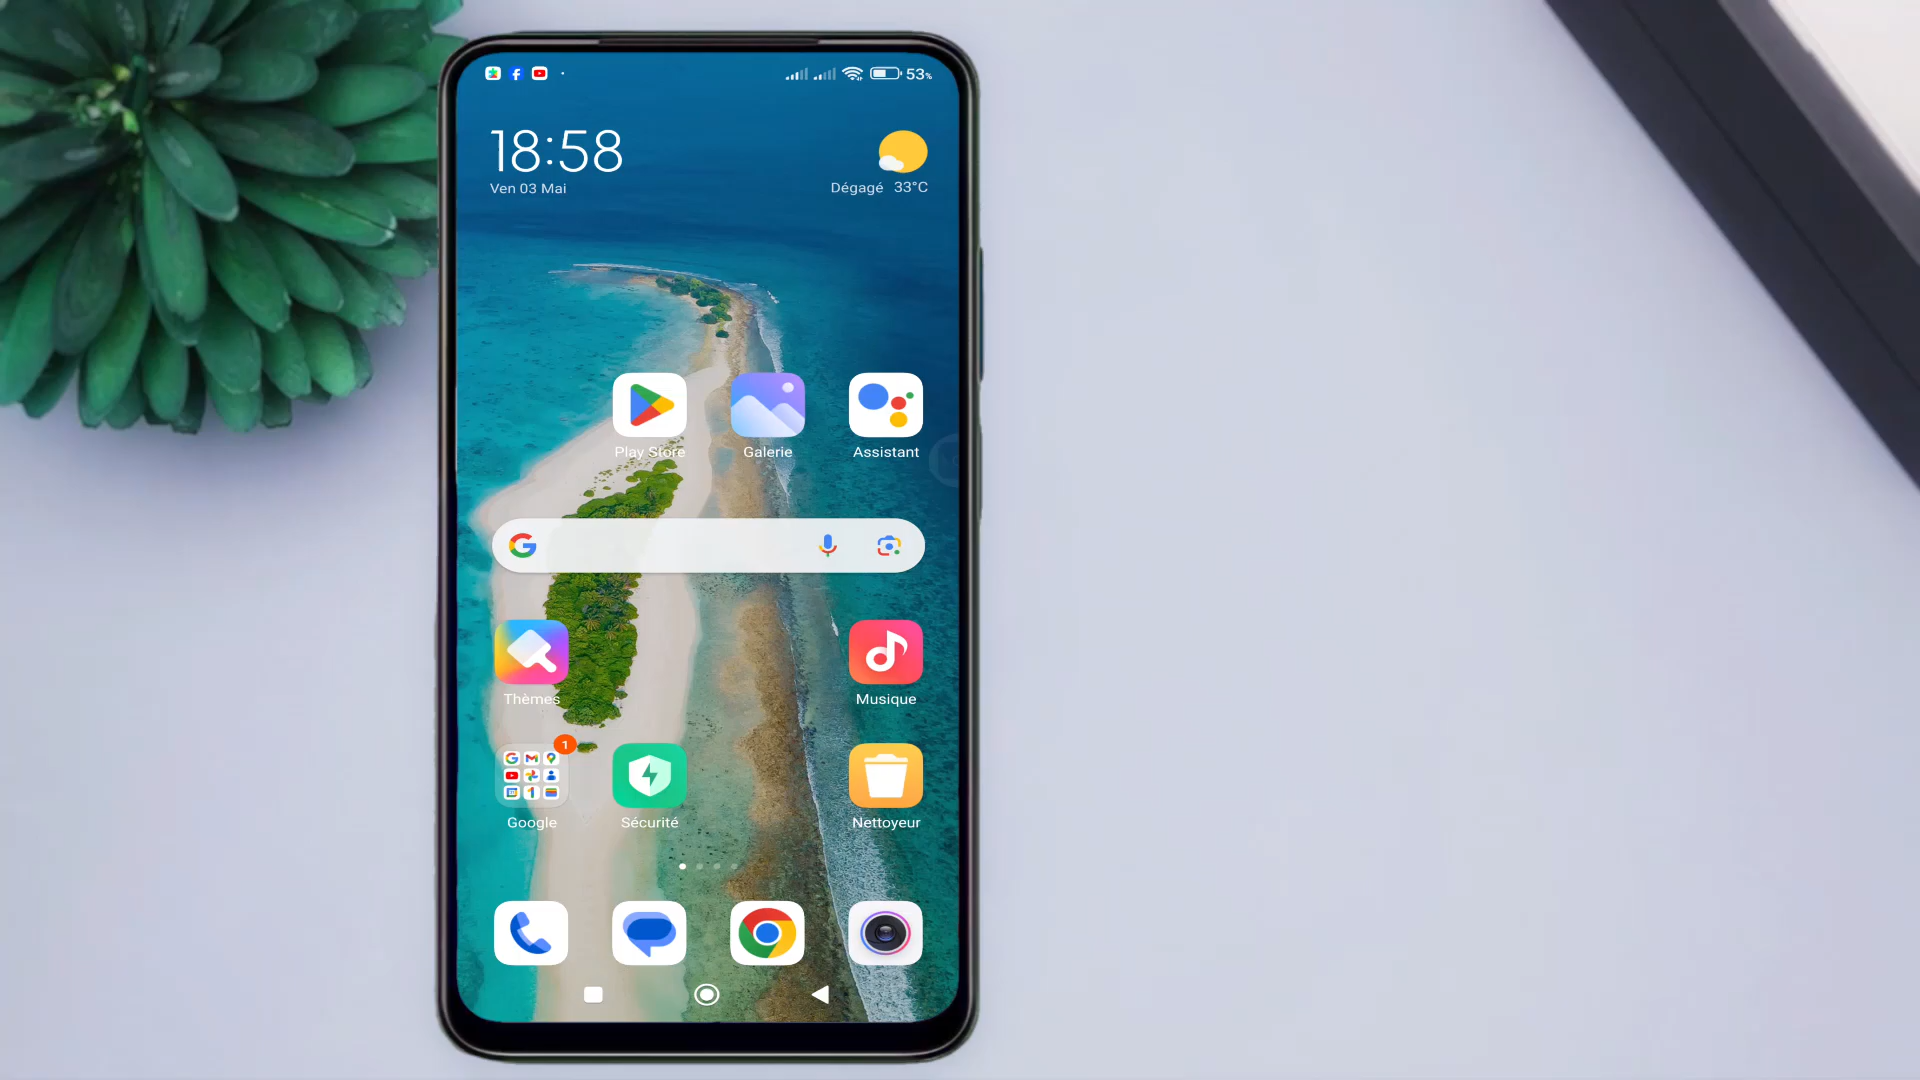 53%
18:58
Ven 03 Mai
Dégagé 33°C
Play Store
Galerie
Assistant
Thèmes
Musique
1
Google
Sécurité
Nettoyeur